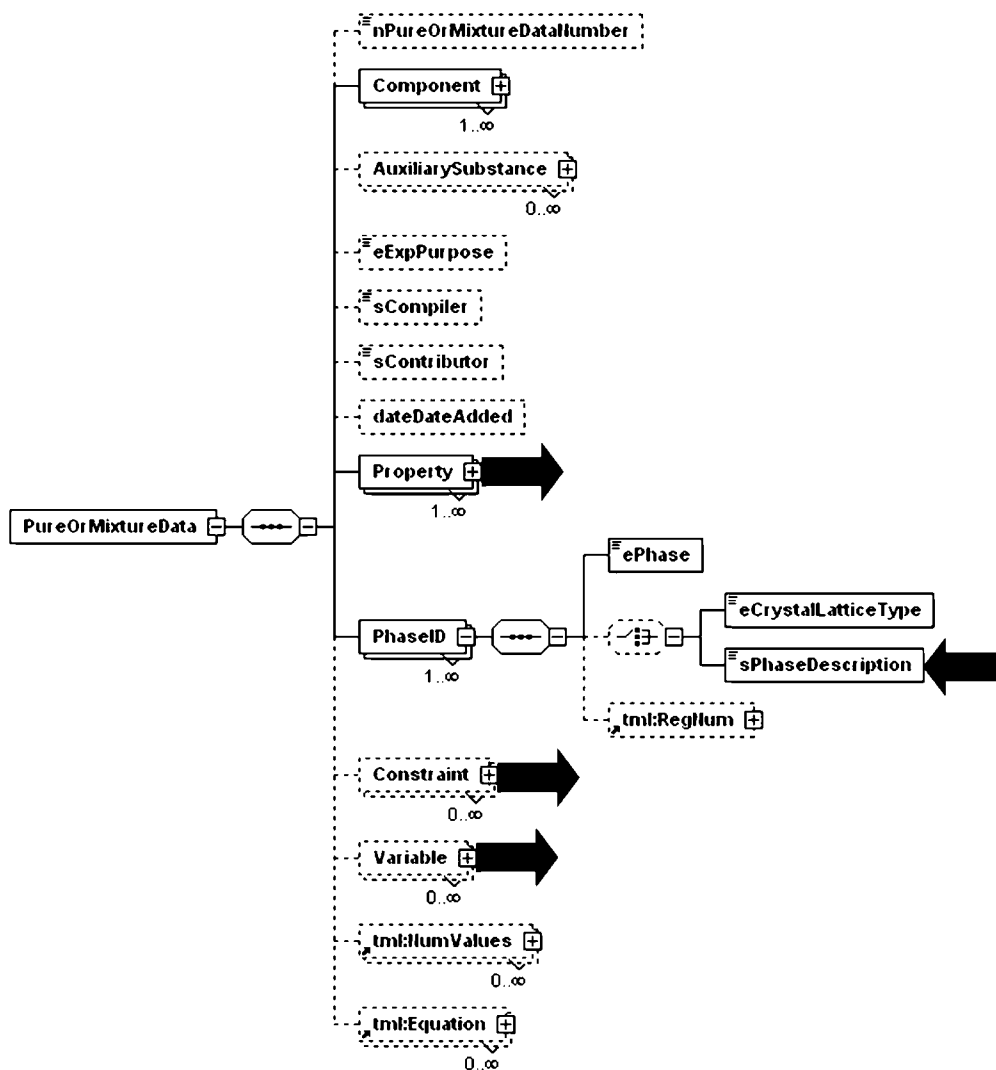 nPureOrMixtureDataNumber
Component
1..∞
AuxiliarySubstance
0..∞
eExpPurpose
sCompiler
sContributor
dateDateAdded
Property
1..∞
PureOrMixtureData
ePhase
eCrystalLatticeType
PhaseID
1..∞
sPhaseDescription
tml:RegNum
Constraint
0..∞
Variable
0..∞
tml:NumValues
0..∞
tml:Equation
0..∞